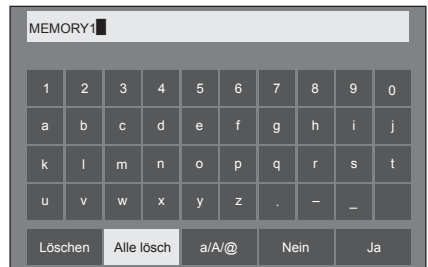 MEMORY1
1 2 3 4 5 6 7 8 9 0
a b c d e f g h i j
k l m n o p q r s t
u v w x y z . – _
Löschen Alle lösch a/A/@ Nein Ja